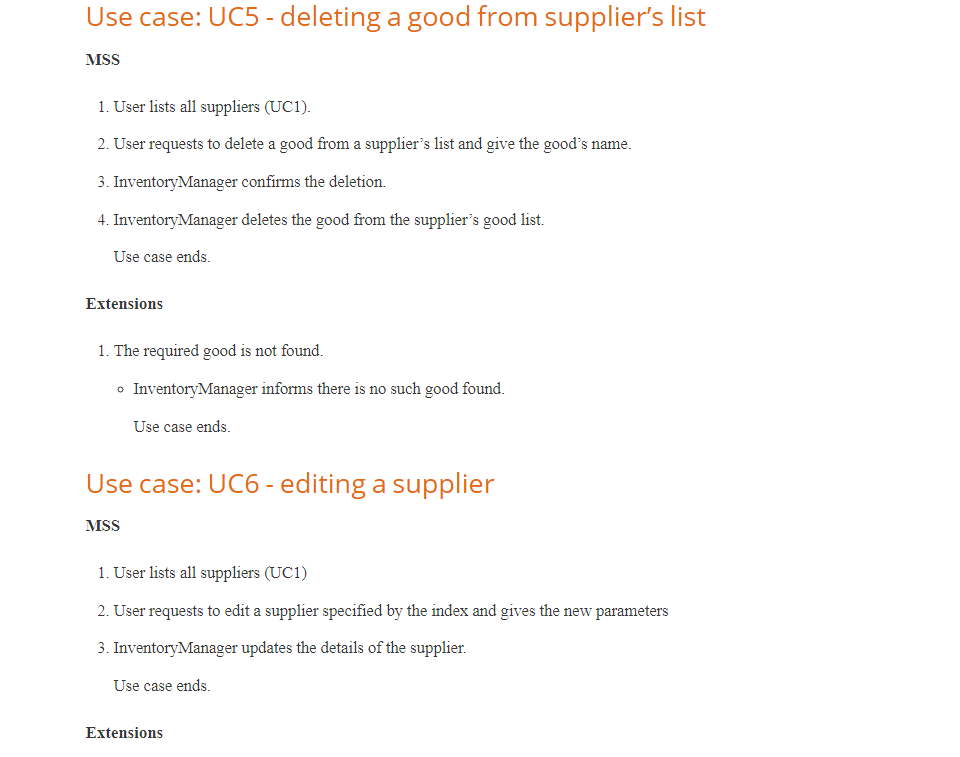 Use case: UC5 - deleting a good from supplier’s list
MSS
1. User lists all suppliers (UC1).
2. User requests to delete a good from a supplier’s list and give the good’s name.
3. InventoryManager confirms the deletion.
4. InventoryManager deletes the good from the supplier’s good list.
Use case ends.
Extensions
1. The required good is not found.
◦ InventoryManager informs there is no such good found.
Use case ends.
Use case: UC6 - editing a supplier
MSS
1. User lists all suppliers (UC1)
2. User requests to edit a supplier specified by the index and gives the new parameters
3. InventoryManager updates the details of the supplier.
Use case ends.
Extensions